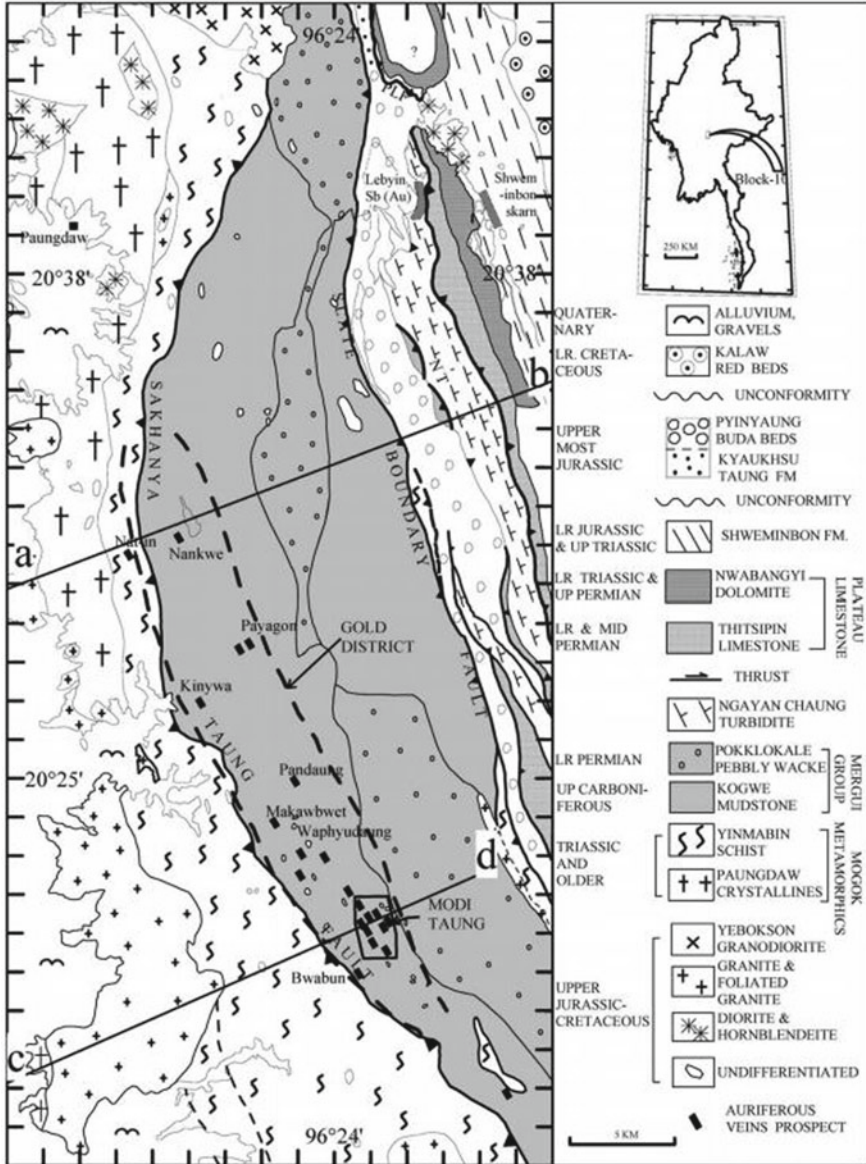 96°24'
?
Lebyin
Sb (Au)
Shwem
-inbon
skarn
Paungdaw
20°38'
20°38'
SLATE
NT
SAKHANYA
b
BOUNDARY
a
Nankwe
Payagon
GOLD
DISTRICT
FAULT
Kinywa
TAUNG
20°25'
Pandaung
Makawbwet
Waphyudaung
d
MODI
TAUNG
FAULT
Bwabun
c
96°24'
Block-10
250 KM
QUATER-
NARY
ALLUVIUM,
GRAVELS
LR. CRETA-
CEOUS
KALAW
RED BEDS
UNCONFORMITY
UPPER
MOST
JURASSIC
PYINYAUNG
BUDA BEDS
KYAUKHSU
TAUNG FM
UNCONFORMITY
LR JURASSIC
& UP TRIASSIC
SHWEMINBON FM.
LR TRIASSIC &
UP PERMIAN
NWABANGYI
DOLOMITE
LR & MID
PERMIAN
THITSIPIN
LIMESTONE
PLATEAU
LIMESTONE
THRUST
NGAYAN CHAUNG
TURBIDITE
LR PERMIAN
POKKLOKALE
PEBBLY WACKE
UP CARBONI-
FEROUS
KOGWE
MUDSTONE
MERGUI
GROUP
TRIASSIC
AND
OLDER
YINMABIN
SCHIST
PAUNGDAW
CRYSTALLINES
MOGOK
METAMORPHICS
UPPER
JURASSIC-
CRETACEOUS
YEBOKSON
GRANODIORITE
GRANITE &
FOLIATED
GRANITE
DIORITE &
HORNBLENDEITE
UNDIFFERENTIATED
AURIFEROUS
VEINS PROSPECT
5 KM